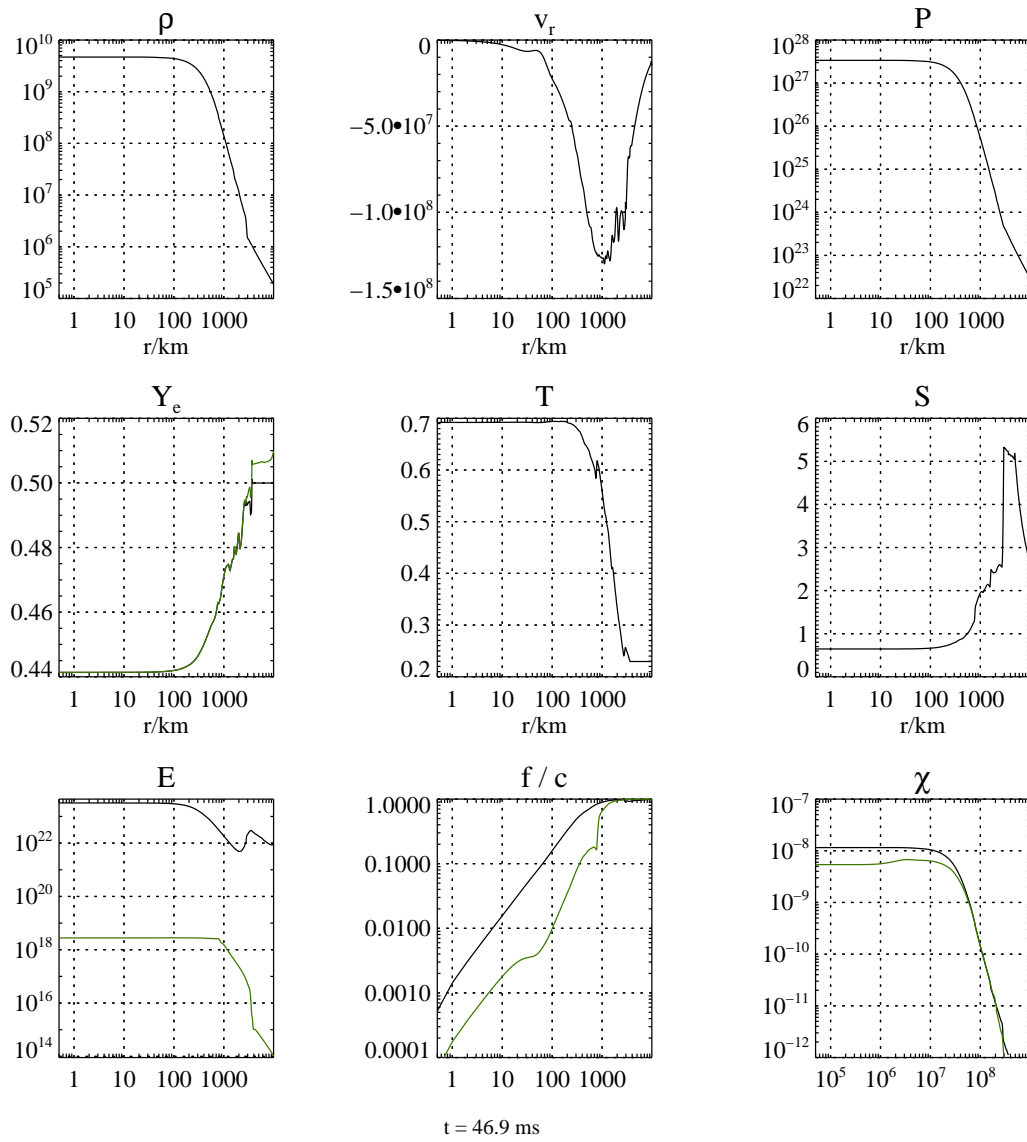 ρ
v_r
P
10^10
10^9
10^8
10^7
10^6
10^5
0
−5.0•10^7
−1.0•10^8
−1.5•10^8
10^28
10^27
10^26
10^25
10^24
10^23
10^22
1 10 100 1000
1 10 100 1000
1 10 100 1000
r/km
r/km
r/km
Y_e
T
S
0.52
0.50
0.48
0.46
0.44
0.7
0.6
0.5
0.4
0.3
0.2
6
5
4
3
2
1
0
1 10 100 1000
1 10 100 1000
1 10 100 1000
r/km
r/km
r/km
E
f / c
χ
10^22
10^20
10^18
10^16
10^14
1.0000
0.1000
0.0100
0.0010
0.0001
10^−7
10^−8
10^−9
10^−10
10^−11
10^−12
1 10 100 1000
1 10 100 1000
10^5 10^6 10^7 10^8
t = 46.9 ms